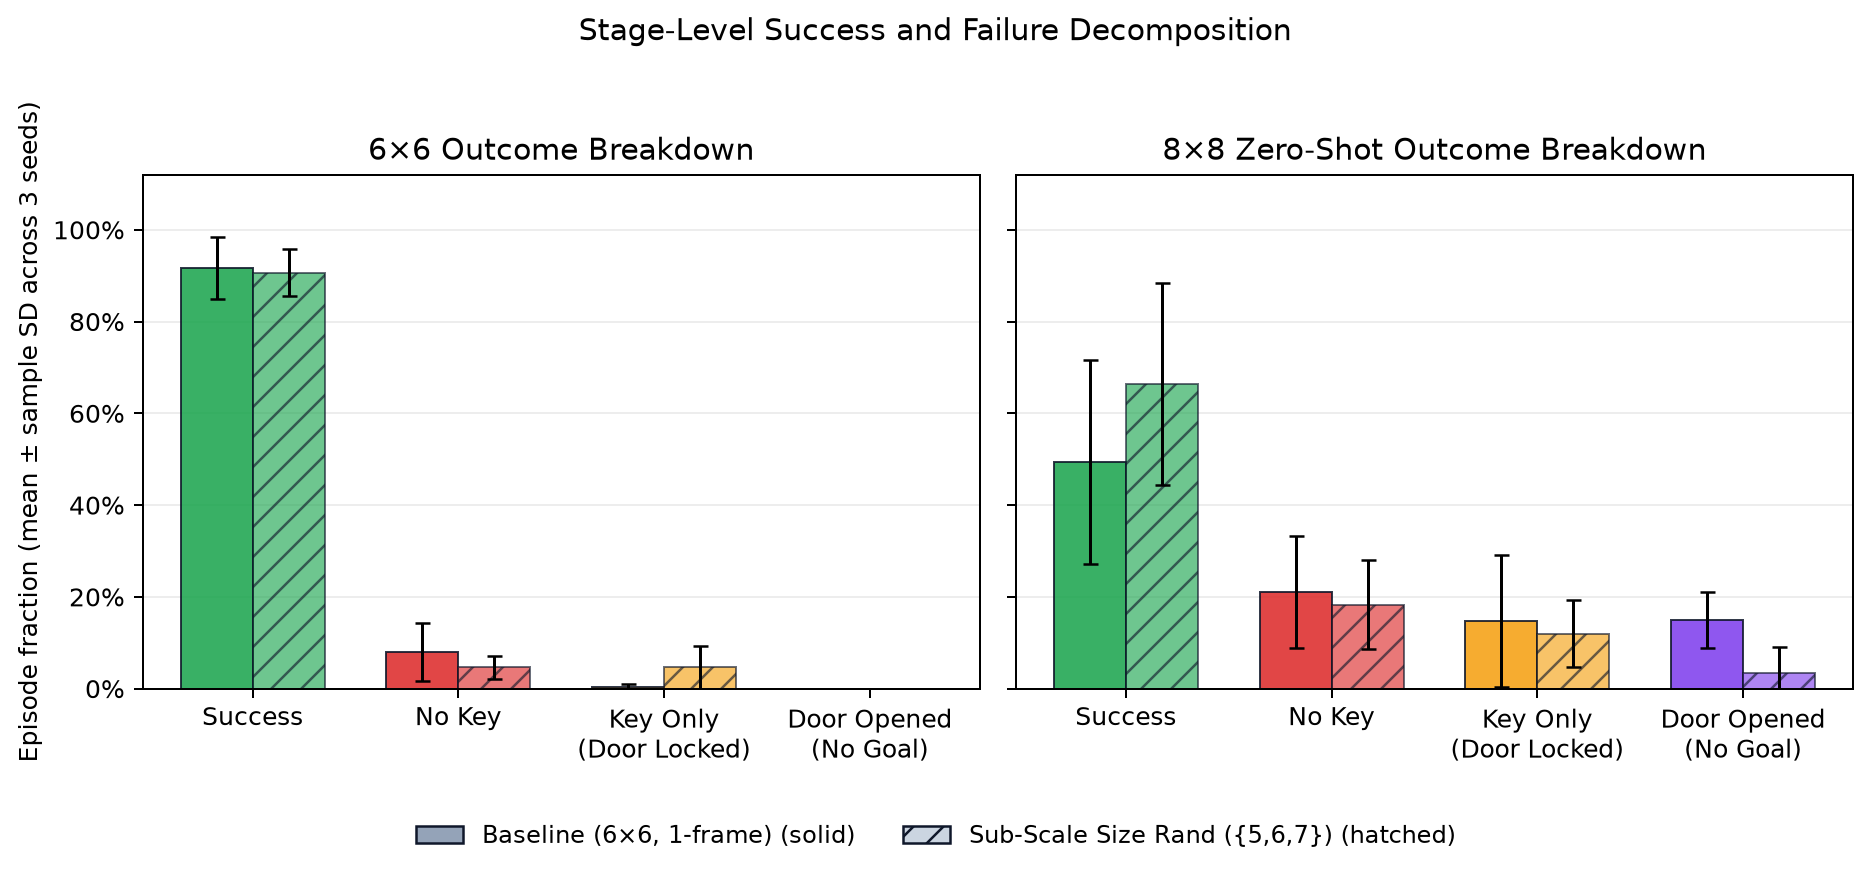 Stage-Level Success and Failure Decomposition
Episode fraction (mean ± sample SD across 3 seeds)
6×6 Outcome Breakdown
100%
80%
60%
40%
20%
0%
Success
No Key
Key Only
(Door Locked)
Door Opened
(No Goal)
8×8 Zero-Shot Outcome Breakdown
Success
No Key
Key Only
(Door Locked)
Door Opened
(No Goal)
Baseline (6×6, 1-frame) (solid)
Sub-Scale Size Rand ({5,6,7}) (hatched)